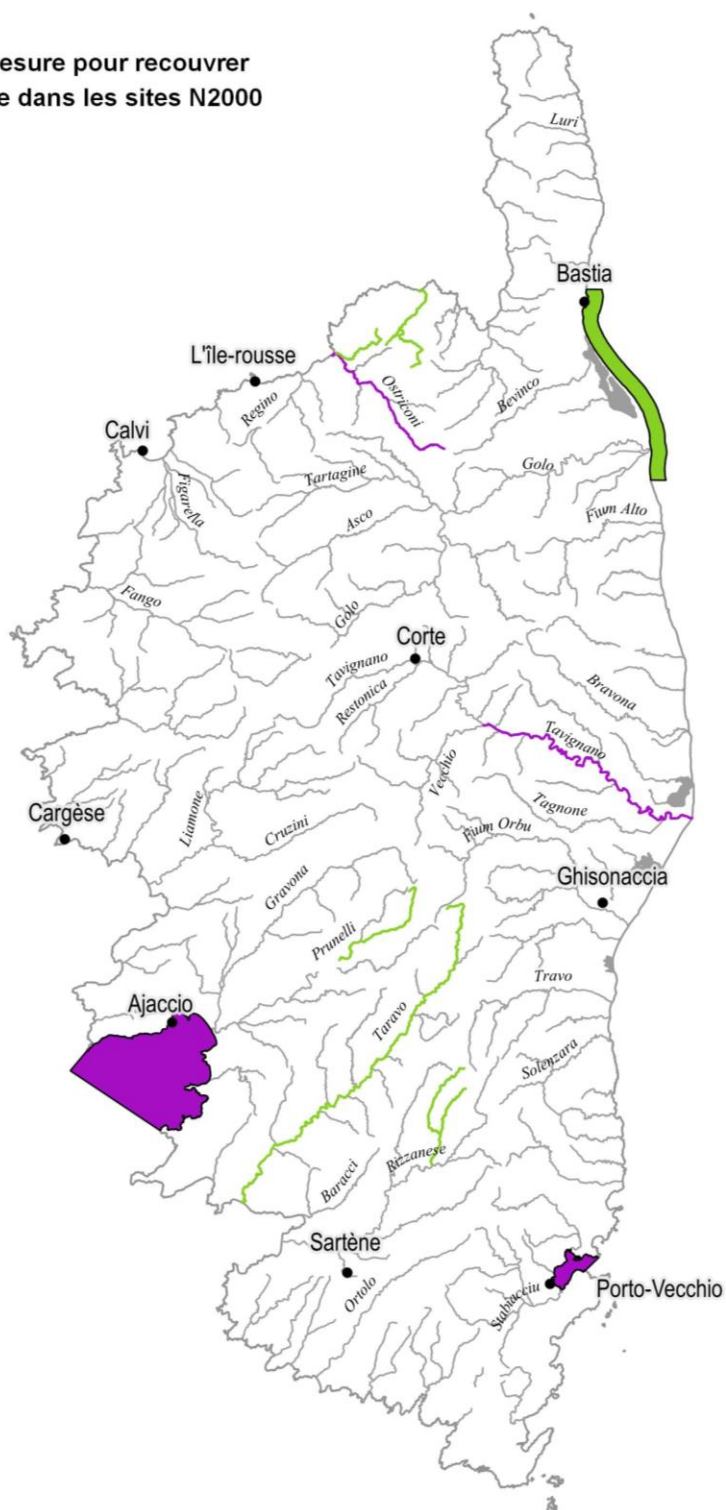 esure pour recouvrer
e dans les sites N2000
Luri
Bastia
L'île-rousse
Ostriconi
Regino
Bevinco
Calvi
Golo
Tartagine
Figarella
Asco
Fium Alto
Fango
Golo
Corte
Tavignano
Restonica
Bravona
Tavignano
Vecchio
Tagnone
Liamone
Cargèse
Cruzini
Fium Orbu
Gravona
Ghisonaccia
Prunelli
Travo
Ajaccio
Taravo
Solenzara
Rizzanese
Baracci
Sartène
Ortolo
Stabiacciu
Porto-Vecchio